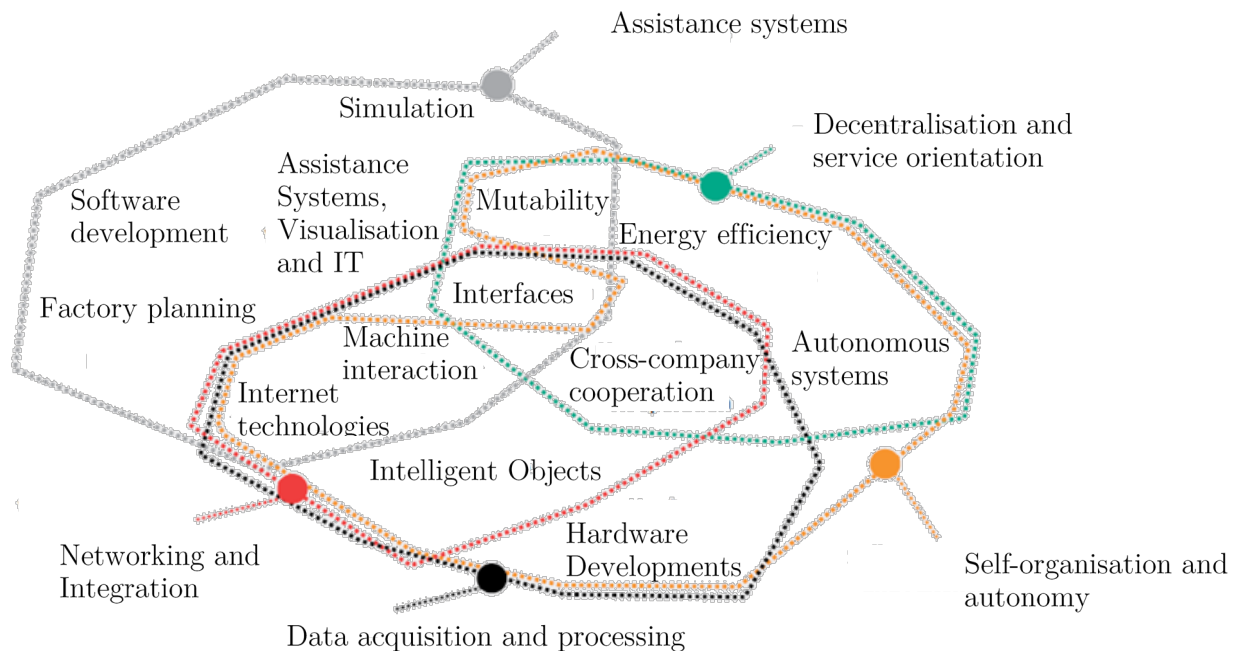 Assistance systems
Simulation
Decentralisation and
service orientation
Assistance
Systems,
Visualisation
and IT
Software
development
Mutability
Energy efficiency
Factory planning
Interfaces
Machine
interaction
Cross-company
cooperation
Autonomous
systems
Internet
technologies
Intelligent Objects
Hardware
Developments
Networking and
Integration
Self-organisation and
autonomy
Data acquisition and processing